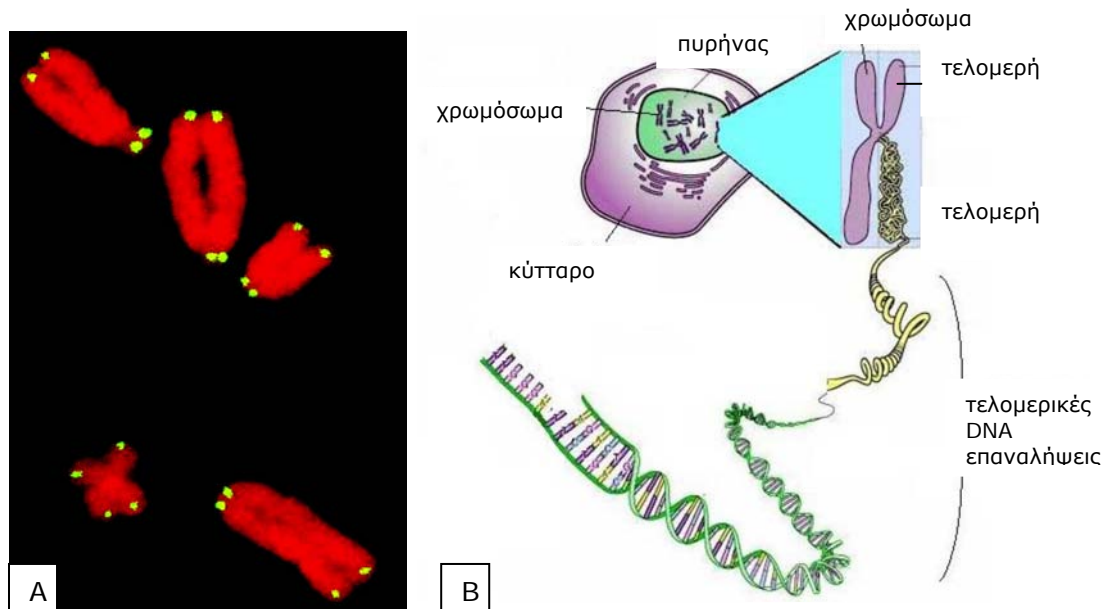 A
χρωμόσωμα
πυρήνας
τελομερή
χρωμόσωμα
τελομερή
κύτταρο
τελομερικές
DNA
επαναλήψεις
B